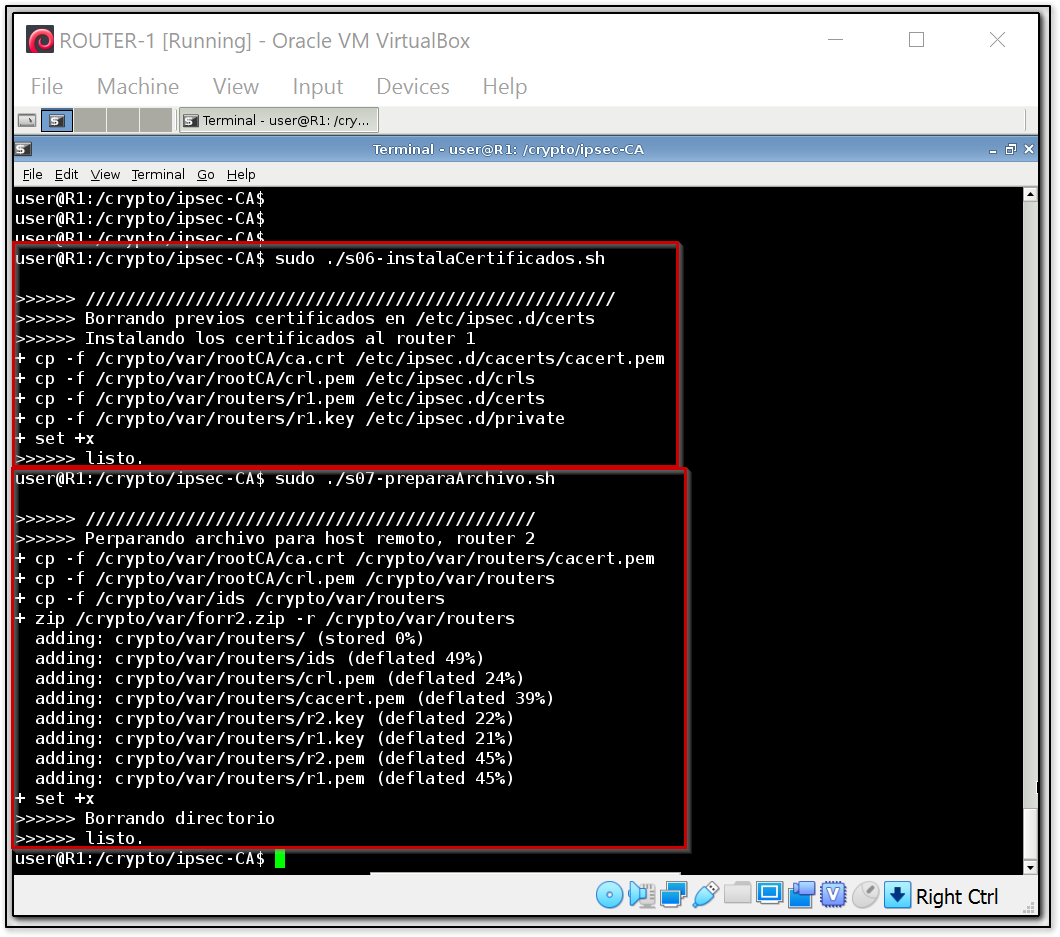 ROUTER-1 [Running] - Oracle VM VirtualBox
File Machine View Input Devices Help
Terminal - user@R1: /cry...
Terminal - user@R1: /crypto/ipsec-CA
File Edit View Terminal Go Help
user@R1:/crypto/ipsec-CA$
user@R1:/crypto/ipsec-CA$
user@R1:/crypto/ipsec-CA$
user@R1:/crypto/ipsec-CA$ sudo ./s06-instalaCertificados.sh
>>>>>> /////////////////////////////////////////////////////
>>>>>> Borrando previos certificados en /etc/ipsec.d/certs
>>>>>> Instalando los certificados al router 1
+ cp -f /crypto/var/rootCA/ca.crt /etc/ipsec.d/cacerts/cacert.pem
+ cp -f /crypto/var/rootCA/crl.pem /etc/ipsec.d/crls
+ cp -f /crypto/var/routers/r1.pem /etc/ipsec.d/certs
+ cp -f /crypto/var/routers/r1.key /etc/ipsec.d/private
+ set +x
>>>>>> listo.
user@R1:/crypto/ipsec-CA$ sudo ./s07-preparaArchivo.sh
>>>>>> /////////////////////////////////////////////
>>>>>> Perparando archivo para host remoto, router 2
+ cp -f /crypto/var/rootCA/ca.crt /crypto/var/routers/cacert.pem
+ cp -f /crypto/var/rootCA/crl.pem /crypto/var/routers
+ cp -f /crypto/var/ids /crypto/var/routers
+ zip /crypto/var/forr2.zip -r /crypto/var/routers
adding: crypto/var/routers/ (stored 0%)
adding: crypto/var/routers/ids (deflated 49%)
adding: crypto/var/routers/crl.pem (deflated 24%)
adding: crypto/var/routers/cacert.pem (deflated 39%)
adding: crypto/var/routers/r2.key (deflated 22%)
adding: crypto/var/routers/r1.key (deflated 21%)
adding: crypto/var/routers/r2.pem (deflated 45%)
adding: crypto/var/routers/r1.pem (deflated 45%)
+ set +x
>>>>>> Borrando directorio
>>>>>> listo.
user@R1:/crypto/ipsec-CA$
Right Ctrl